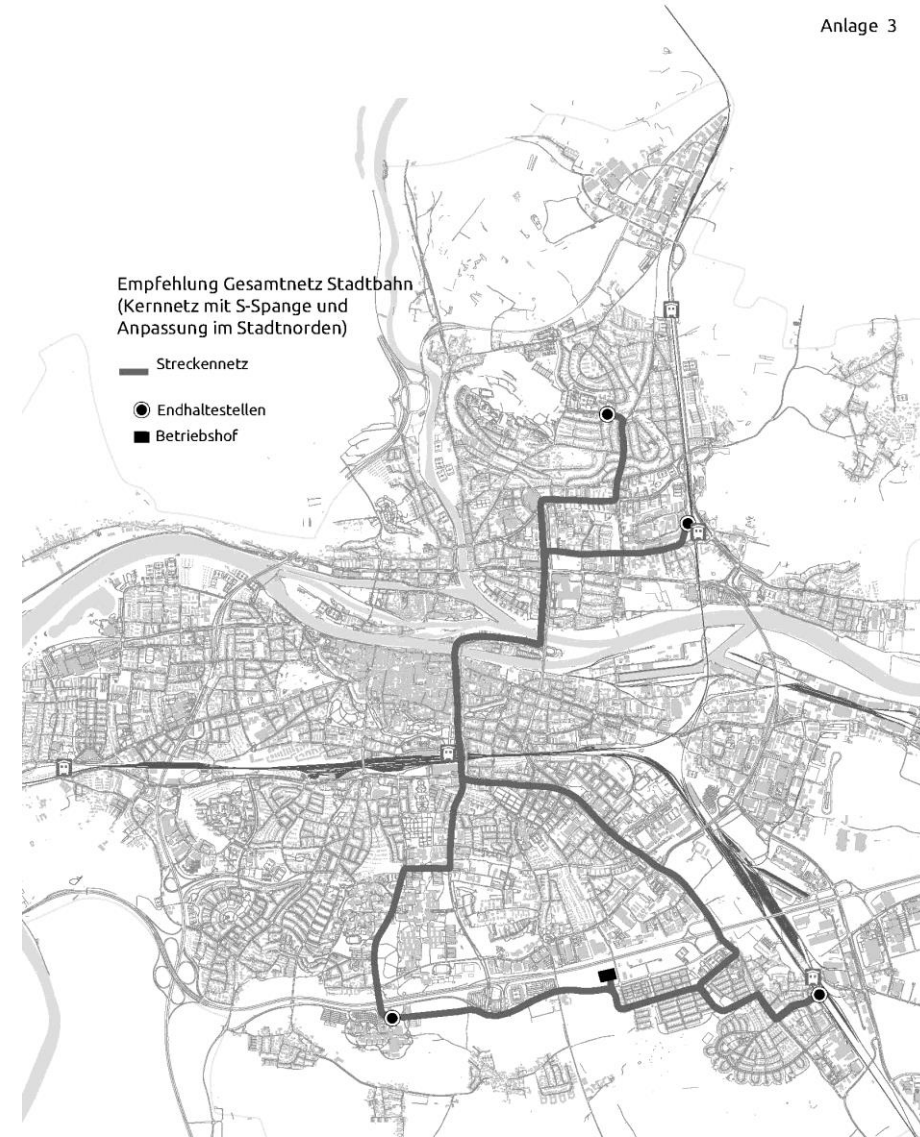 Anlage 3
Empfehlung Gesamtnetz Stadtbahn
(Kernnetz mit S-Spange und
Anpassung im Stadtnorden)
Streckennetz
Endhaltestellen
Betriebshof